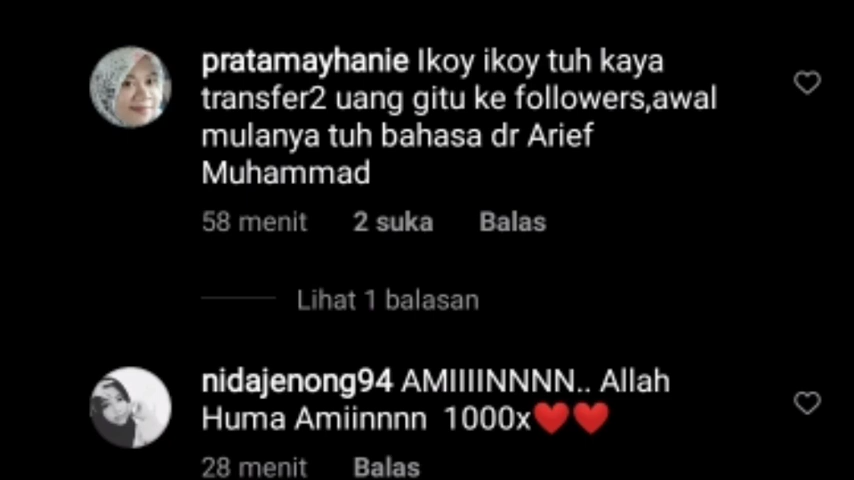 pratamayhanie Ikoy ikoy tuh kaya
transfer2 uang gitu ke followers,awal
mulanya tuh bahasa dr Arief
Muhammad
58 menit 2 suka Balas
Lihat 1 balasan
nidajenong94 AMIIIINNNN.. Allah
Huma Amiinnnn 1000x❤️❤️
28 menit Balas